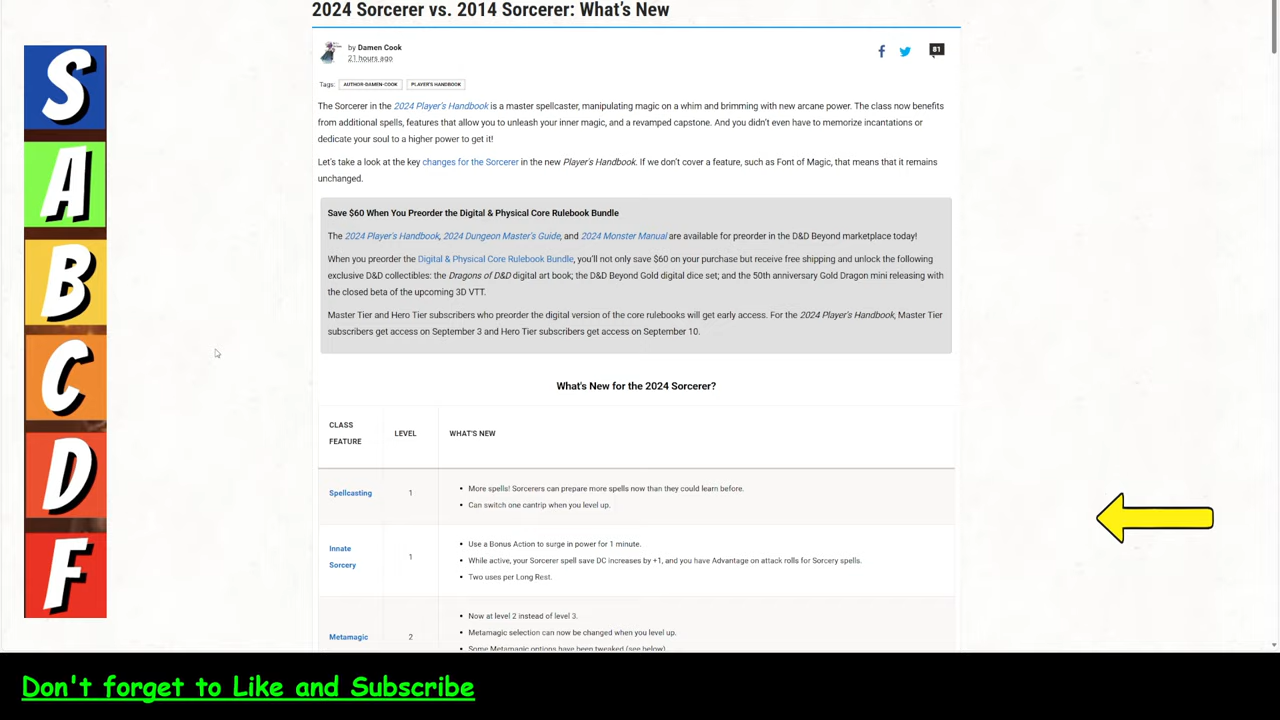 2024 Sorcerer vs. 2014 Sorcerer: What's New
by Damen Cook
21 hours ago
81
Tags: AUTHOR-DAMEN-COOK PLAYER'S HANDBOOK
The Sorcerer in the 2024 Player's Handbook is a master spellcaster, manipulating magic on a whim and brimming with new arcane power. The class now benefits
from additional spells, features that allow you to unleash your inner magic, and a revamped capstone. And you didn't even have to memorize incantations or
dedicate your soul to a higher power to get it!
Let's take a look at the key changes for the Sorcerer in the new Player's Handbook. If we don't cover a feature, such as Font of Magic, that means that it remains
unchanged.
Save $60 When You Preorder the Digital & Physical Core Rulebook Bundle
The 2024 Player's Handbook, 2024 Dungeon Master's Guide, and 2024 Monster Manual are available for preorder in the D&D Beyond marketplace today!
When you preorder the Digital & Physical Core Rulebook Bundle, you'll not only save $60 on your purchase but receive free shipping and unlock the following
exclusive D&D collectibles: the Dragons of D&D digital art book; the D&D Beyond Gold digital dice set; and the 50th anniversary Gold Dragon mini releasing with
the closed beta of the upcoming 3D VTT.
Master Tier and Hero Tier subscribers who preorder the digital version of the core rulebooks will get early access. For the 2024 Player's Handbook, Master Tier
subscribers get access on September 3 and Hero Tier subscribers get access on September 10.
What's New for the 2024 Sorcerer?
CLASS
FEATURE
LEVEL
WHAT'S NEW
Spellcasting
1
• More spells! Sorcerers can prepare more spells now than they could learn before.
• Can switch one cantrip when you level up.
Innate
Sorcery
1
• Use a Bonus Action to surge in power for 1 minute.
• While active, your Sorcerer spell save DC increases by +1, and you have Advantage on attack rolls for Sorcery spells.
• Two uses per Long Rest.
Metamagic
2
• Now at level 2 instead of level 3.
• Metamagic selection can now be changed when you level up.
• Some Metamagic options have been tweaked (see below).
S
A
B
C
D
F
Don't forget to Like and Subscribe